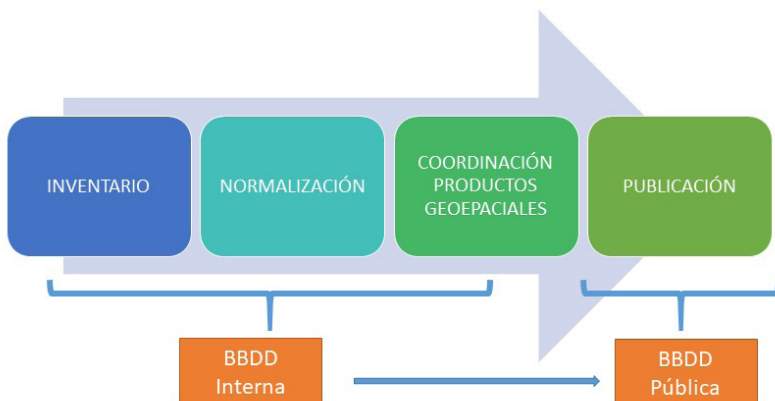 INVENTARIO
NORMALIZACIÓN
COORDINACIÓN
PRODUCTOS
GEOEPACIALES
PUBLICACIÓN
BBDD
Interna
BBDD
Pública